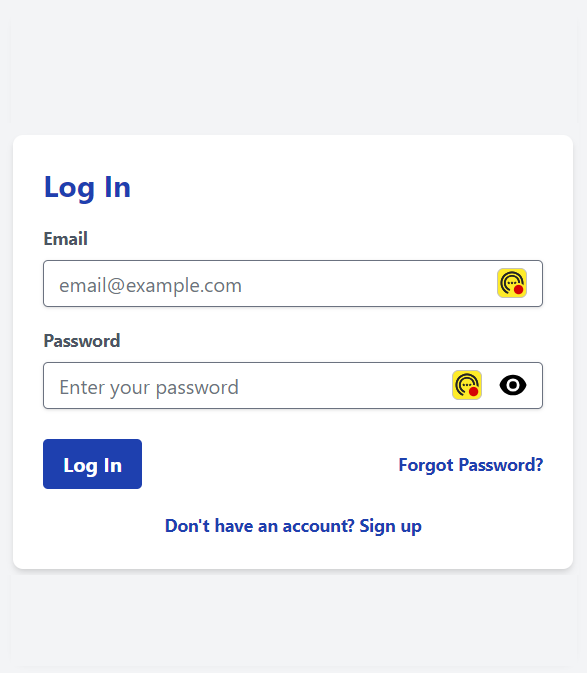 Log In
Email
email@example.com
Password
Enter your password
Log In
Forgot Password?
Don't have an account? Sign up